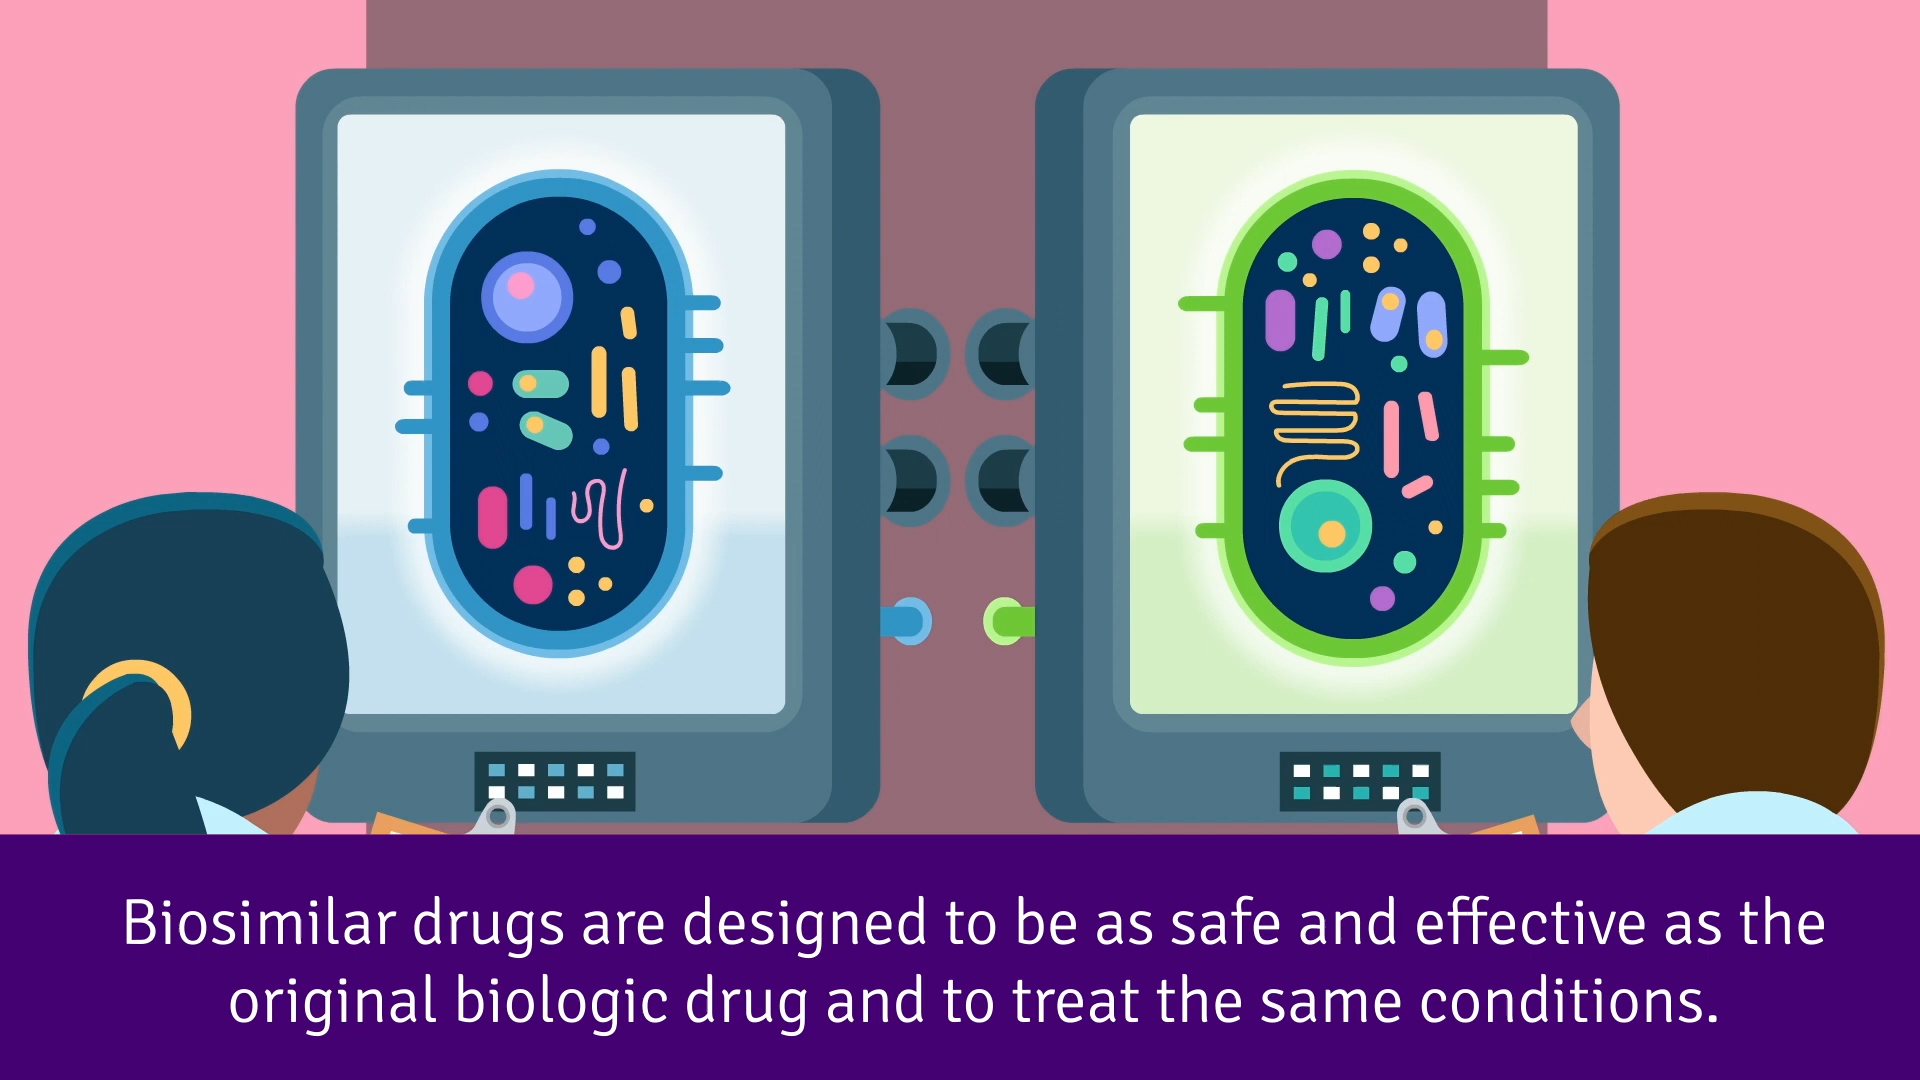 Biosimilar drugs are designed to be as safe and effective as the
original biologic drug and to treat the same conditions.